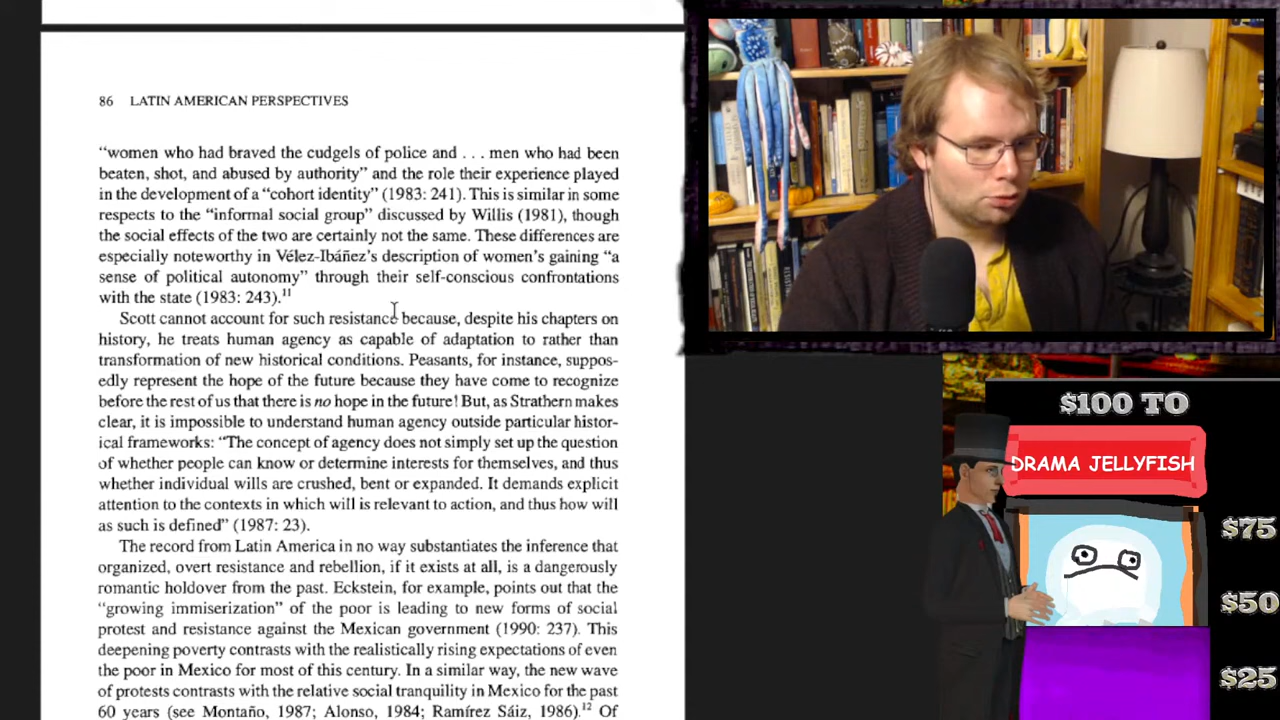 86 LATIN AMERICAN PERSPECTIVES
“women who had braved the cudgels of police and . . . men who had been
beaten, shot, and abused by authority” and the role their experience played
in the development of a “cohort identity” (1983: 241). This is similar in some
respects to the “informal social group” discussed by Willis (1981), though
the social effects of the two are certainly not the same. These differences are
especially noteworthy in Vélez-Ibáñez’s description of women’s gaining “a
sense of political autonomy” through their self-conscious confrontations
with the state (1983: 243).11
Scott cannot account for such resistance because, despite his chapters on
history, he treats human agency as capable of adaptation to rather than
transformation of new historical conditions. Peasants, for instance, suppos-
edly represent the hope of the future because they have come to recognize
before the rest of us that there is no hope in the future! But, as Strathern makes
clear, it is impossible to understand human agency outside particular histor-
ical frameworks: “The concept of agency does not simply set up the question
of whether people can know or determine interests for themselves, and thus
whether individual wills are crushed, bent or expanded. It demands explicit
attention to the contexts in which will is relevant to action, and thus how will
as such is defined” (1987: 23).
The record from Latin America in no way substantiates the inference that
organized, overt resistance and rebellion, if it exists at all, is a dangerously
romantic holdover from the past. Eckstein, for example, points out that the
“growing immiserization” of the poor is leading to new forms of social
protest and resistance against the Mexican government (1990: 237). This
deepening poverty contrasts with the realistically rising expectations of even
the poor in Mexico for most of this century. In a similar way, the new wave
of protests contrasts with the relative social tranquility in Mexico for the past
60 years (see Montaño, 1987; Alonso, 1984; Ramírez Sáiz, 1986).12 Of
$100 TO
DRAMA JELLYFISH
$75
$50
$25